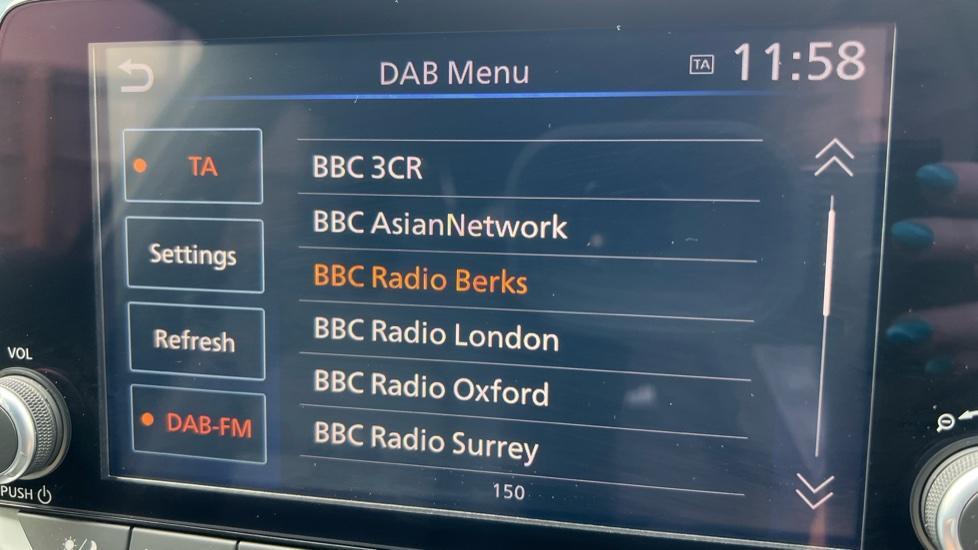 DAB Menu
TA 11:58
TA
Settings
Refresh
DAB-FM
BBC 3CR
BBC AsianNetwork
BBC Radio Berks
BBC Radio London
BBC Radio Oxford
BBC Radio Surrey
150
VOL
PUSH